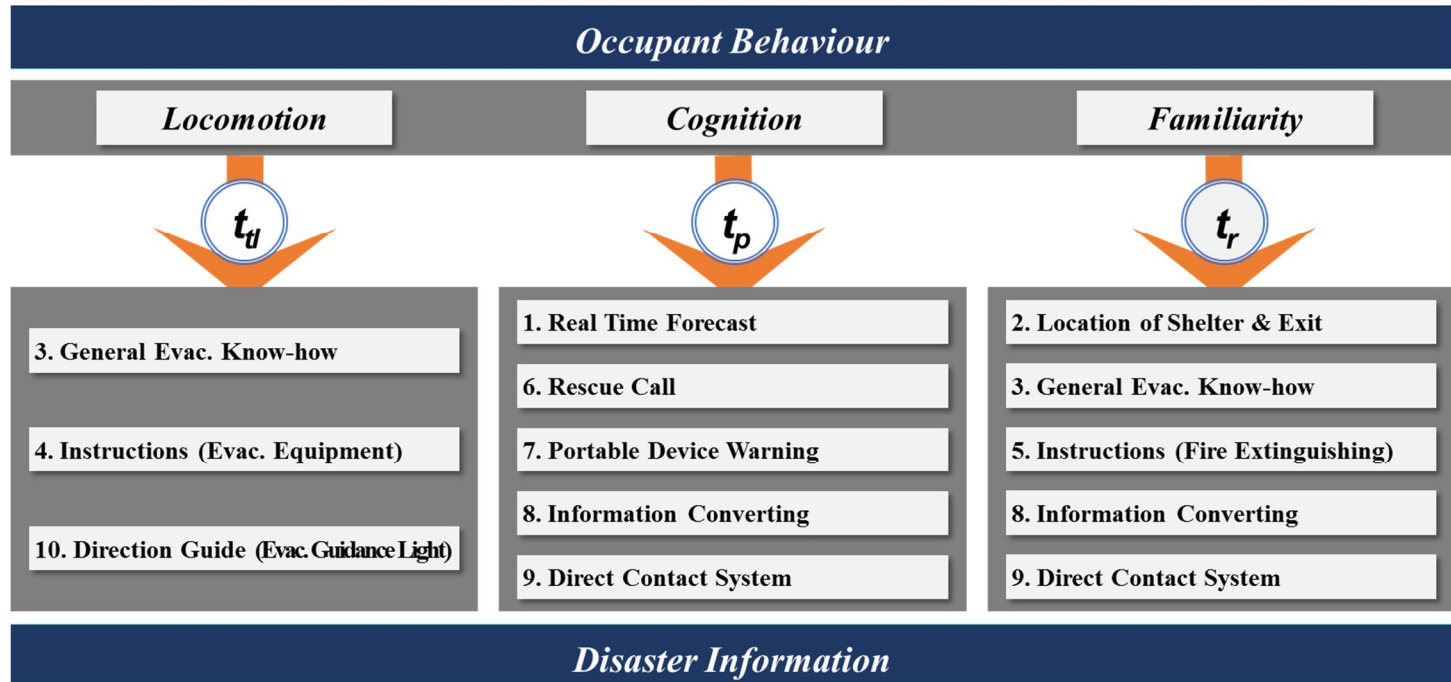 Occupant Behaviour
Locomotion
Cognition
Familiarity
ttl
tp
tr
3. General Evac. Know-how
4. Instructions (Evac. Equipment)
10. Direction Guide (Evac. Guidance Light)
1. Real Time Forecast
6. Rescue Call
7. Portable Device Warning
8. Information Converting
9. Direct Contact System
2. Location of Shelter & Exit
3. General Evac. Know-how
5. Instructions (Fire Extinguishing)
8. Information Converting
9. Direct Contact System
Disaster Information